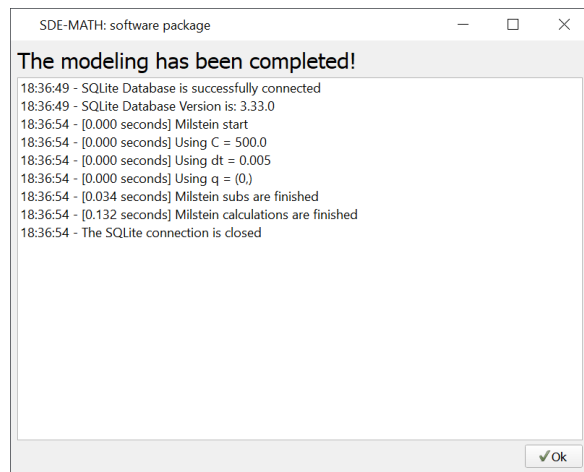 SDE-MATH: software package
The modeling has been completed!
18:36:49 - SQLite Database is successfully connected
18:36:49 - SQLite Database Version is: 3.33.0
18:36:54 - [0.000 seconds] Milstein start
18:36:54 - [0.000 seconds] Using C = 500.0
18:36:54 - [0.000 seconds] Using dt = 0.005
18:36:54 - [0.000 seconds] Using q = (0,)
18:36:54 - [0.034 seconds] Milstein subs are finished
18:36:54 - [0.132 seconds] Milstein calculations are finished
18:36:54 - The SQLite connection is closed
Ok